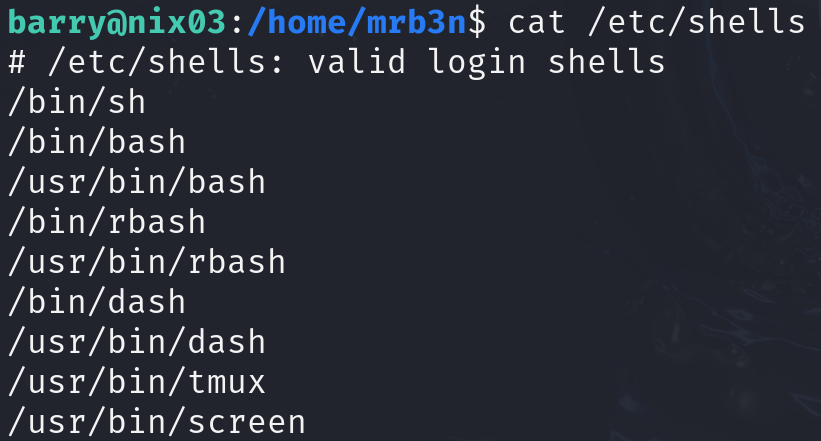 barry@nix03:/home/mrb3n$ cat /etc/shells
# /etc/shells: valid login shells
/bin/sh
/bin/bash
/usr/bin/bash
/bin/rbash
/usr/bin/rbash
/bin/dash
/usr/bin/dash
/usr/bin/tmux
/usr/bin/screen